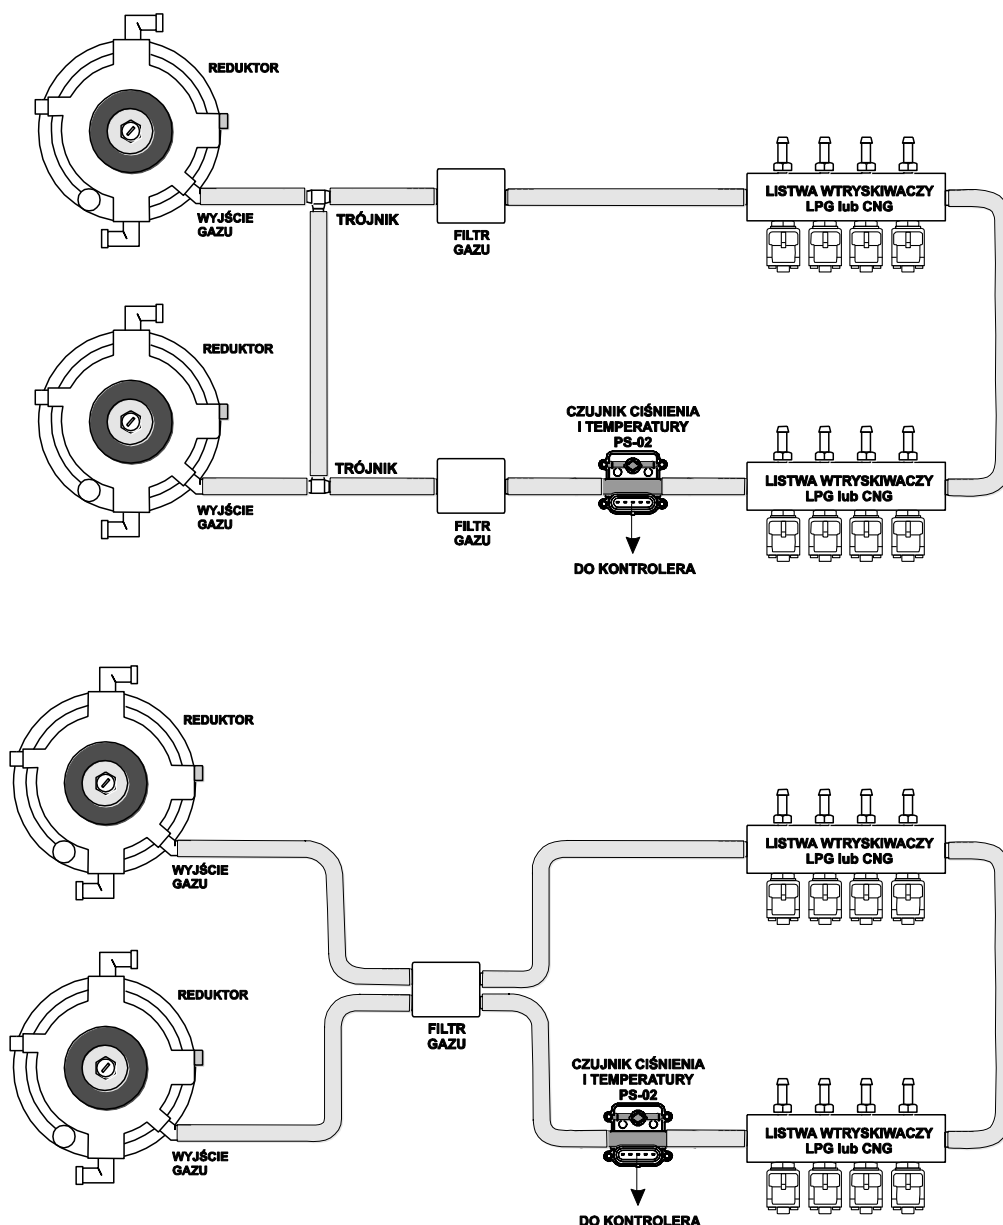 REDUKTOR
LISTWA WTRYSKIWACZY
LPG lub CNG
WYJŚCIE
GAZU
TRÓJNIK
FILTR
GAZU
REDUKTOR
CZUJNIK CIŚNIENIA
I TEMPERATURY
PS-02
TRÓJNIK
LISTWA WTRYSKIWACZY
LPG lub CNG
WYJŚCIE
GAZU
FILTR
GAZU
DO KONTROLERA
REDUKTOR
LISTWA WTRYSKIWACZY
LPG lub CNG
WYJŚCIE
GAZU
REDUKTOR
FILTR
GAZU
CZUJNIK CIŚNIENIA
I TEMPERATURY
PS-02
LISTWA WTRYSKIWACZY
LPG lub CNG
WYJŚCIE
GAZU
DO KONTROLERA